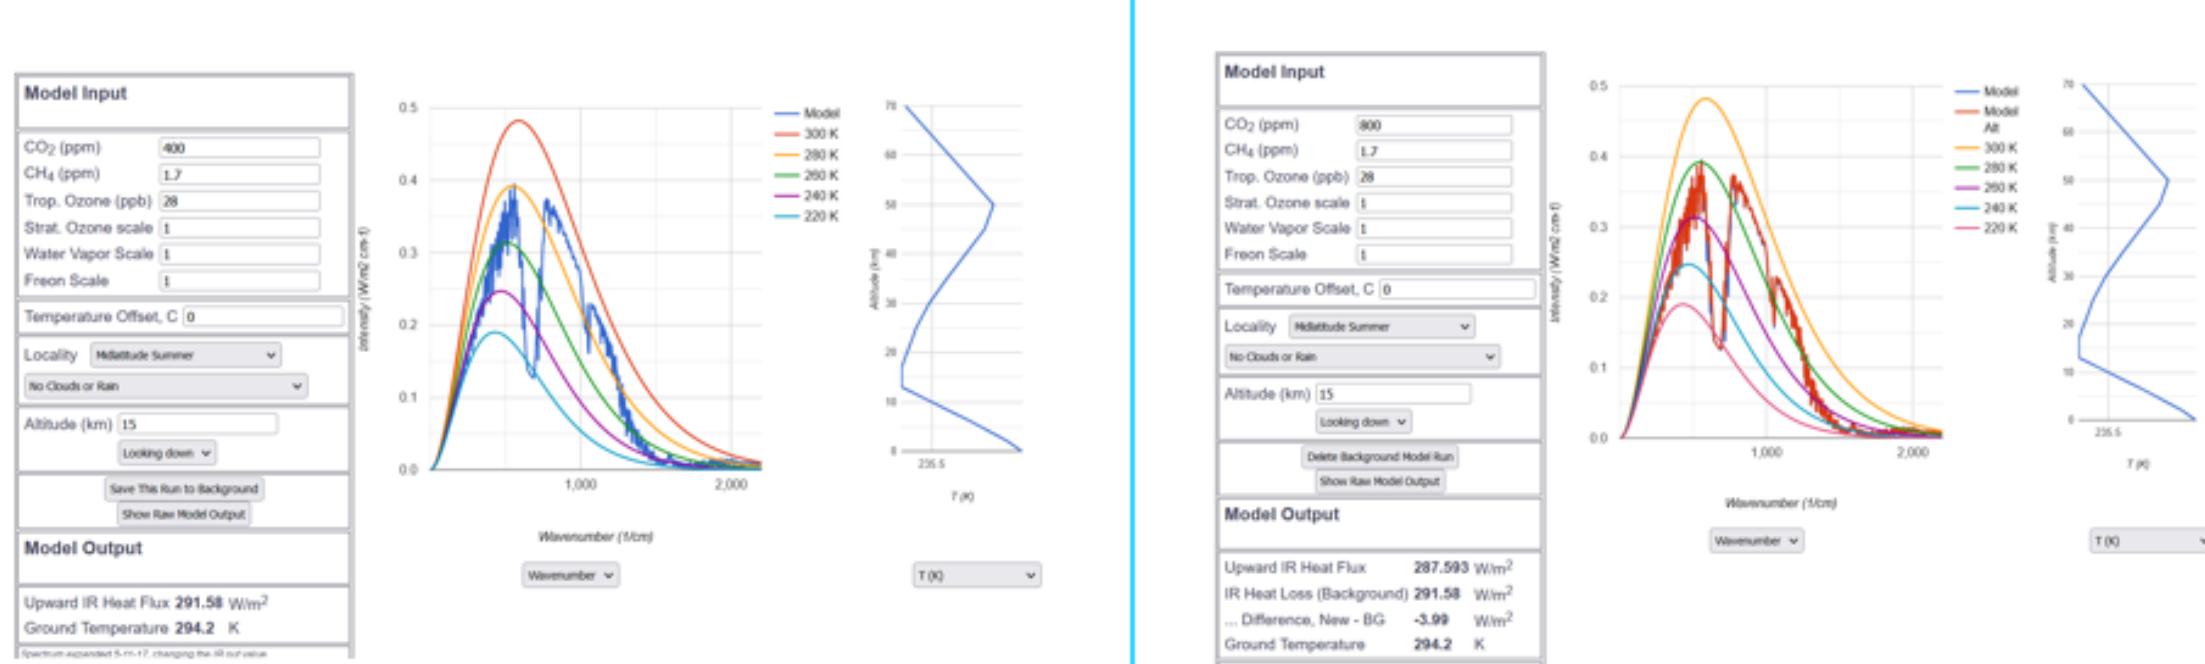 Model Input
CO2 (ppm) 400
CH4 (ppm) 1.7
Trop. Ozone (ppb) 28
Strat. Ozone scale 1
Water Vapor Scale 1
Freon Scale 1
Temperature Offset, C 0
Locality Midlatitude Summer
No Clouds or Rain
Altitude (km) 15
Looking down
Save This Run to Background
Show Raw Model Output
Model Output
Upward IR Heat Flux 291.58 W/m2
Ground Temperature 294.2 K
Spectrum expanded 5-11-17, changing the IR out value
Intensity (W/m2 cm-1)
0.5
0.4
0.3
0.2
0.1
0.0
1,000 2,000
Wavenumber (1/cm)
Wavenumber
Model
300 K
280 K
260 K
240 K
220 K
Altitude (km)
70
60
50
40
30
20
10
0
235.5
T (K)
T (K)
Model Input
CO2 (ppm) 800
CH4 (ppm) 1.7
Trop. Ozone (ppb) 28
Strat. Ozone scale 1
Water Vapor Scale 1
Freon Scale 1
Temperature Offset, C 0
Locality Midlatitude Summer
No Clouds or Rain
Altitude (km) 15
Looking down
Delete Background Model Run
Show Raw Model Output
Model Output
Upward IR Heat Flux 287.593 W/m2
IR Heat Loss (Background) 291.58 W/m2
... Difference, New - BG -3.99 W/m2
Ground Temperature 294.2 K
Intensity (W/m2 cm-1)
0.5
0.4
0.3
0.2
0.1
0.0
1,000 2,000
Wavenumber (1/cm)
Wavenumber
Model
Model
Alt
300 K
280 K
260 K
240 K
220 K
Altitude (km)
70
60
50
40
30
20
10
0
235.5
T (K)
T (K)